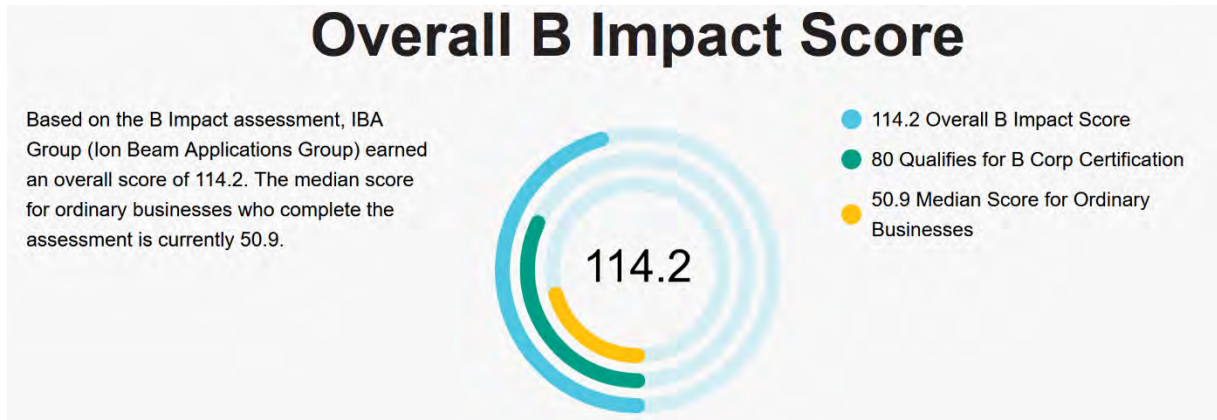 Overall B Impact Score
Based on the B Impact assessment, IBA
Group (Ion Beam Applications Group) earned
an overall score of 114.2. The median score
for ordinary businesses who complete the
assessment is currently 50.9.
114.2
114.2 Overall B Impact Score
80 Qualifies for B Corp Certification
50.9 Median Score for Ordinary
Businesses